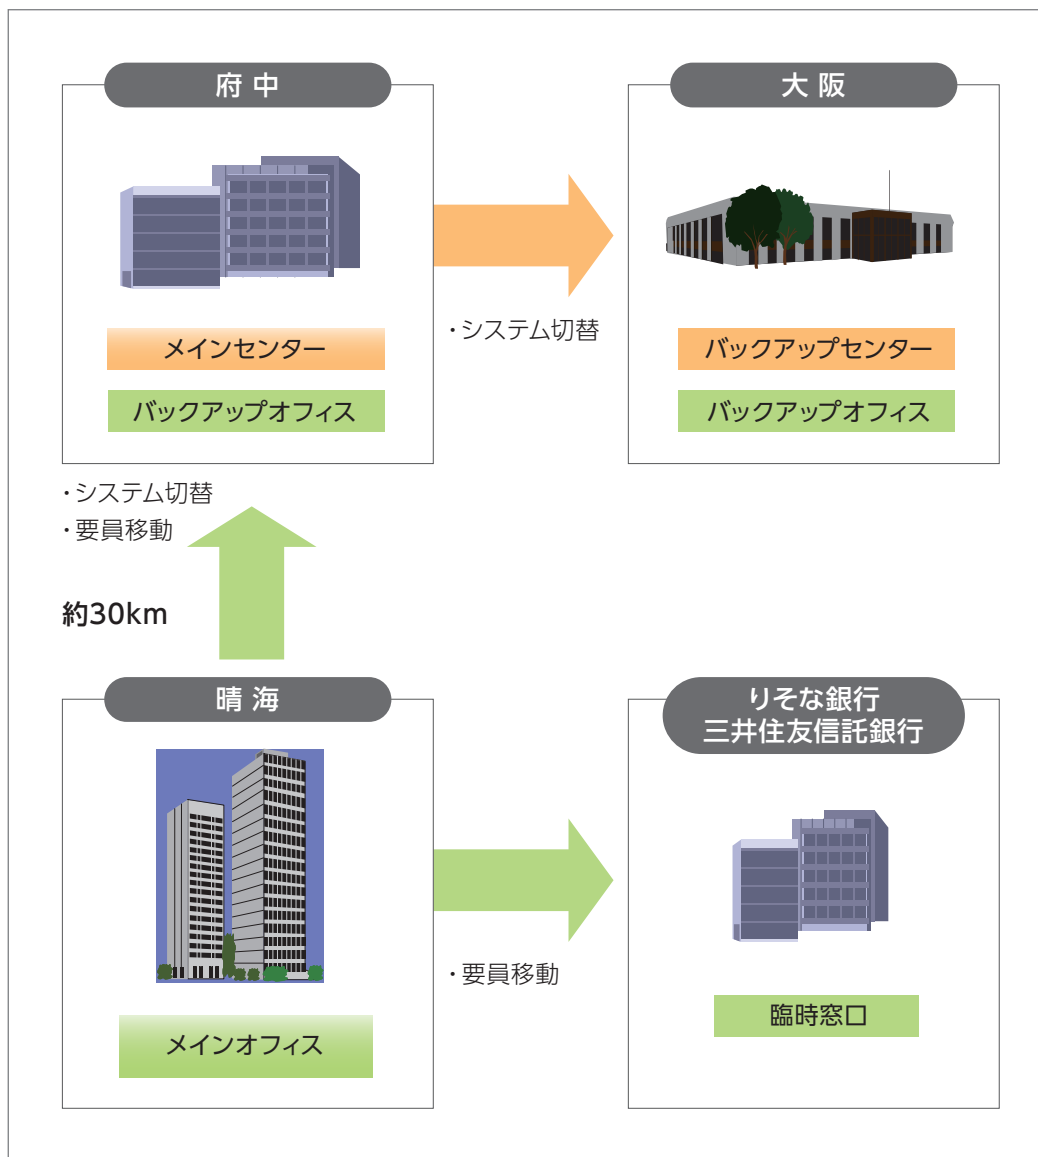 府中
大阪
・システム切替
メインセンター
バックアップオフィス
バックアップセンター
バックアップオフィス
・システム切替
・要員移動
約30km
晴海
りそな銀行
三井住友信託銀行
・要員移動
メインオフィス
臨時窓口